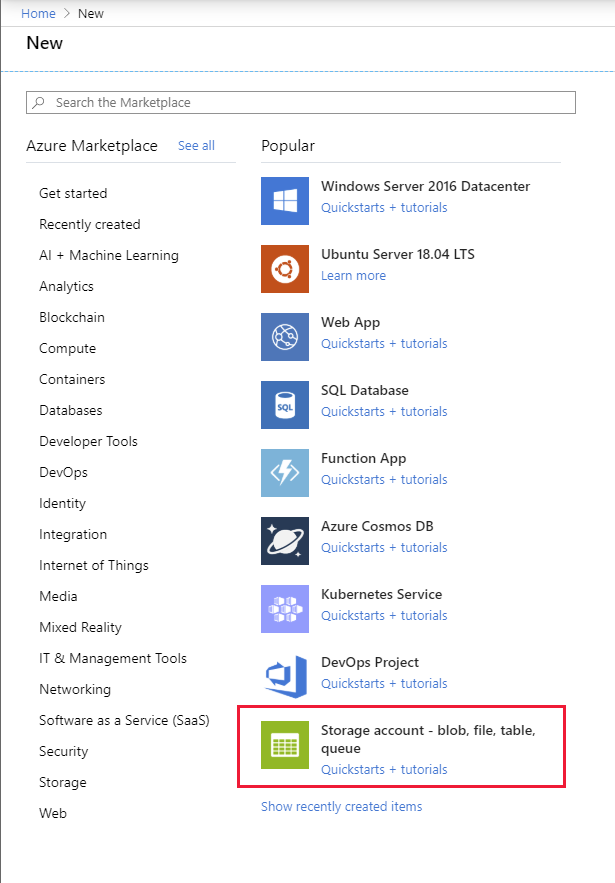 Home > New
New
Search the Marketplace
Azure Marketplace See all
Get started
Recently created
AI + Machine Learning
Analytics
Blockchain
Compute
Containers
Databases
Developer Tools
DevOps
Identity
Integration
Internet of Things
Media
Mixed Reality
IT & Management Tools
Networking
Software as a Service (SaaS)
Security
Storage
Web
Popular
Windows Server 2016 Datacenter
Quickstarts + tutorials
Ubuntu Server 18.04 LTS
Learn more
Web App
Quickstarts + tutorials
SQL
SQL Database
Quickstarts + tutorials
Function App
Quickstarts + tutorials
Azure Cosmos DB
Quickstarts + tutorials
Kubernetes Service
Quickstarts + tutorials
DevOps Project
Quickstarts + tutorials
Storage account - blob, file, table,
queue
Quickstarts + tutorials
Show recently created items